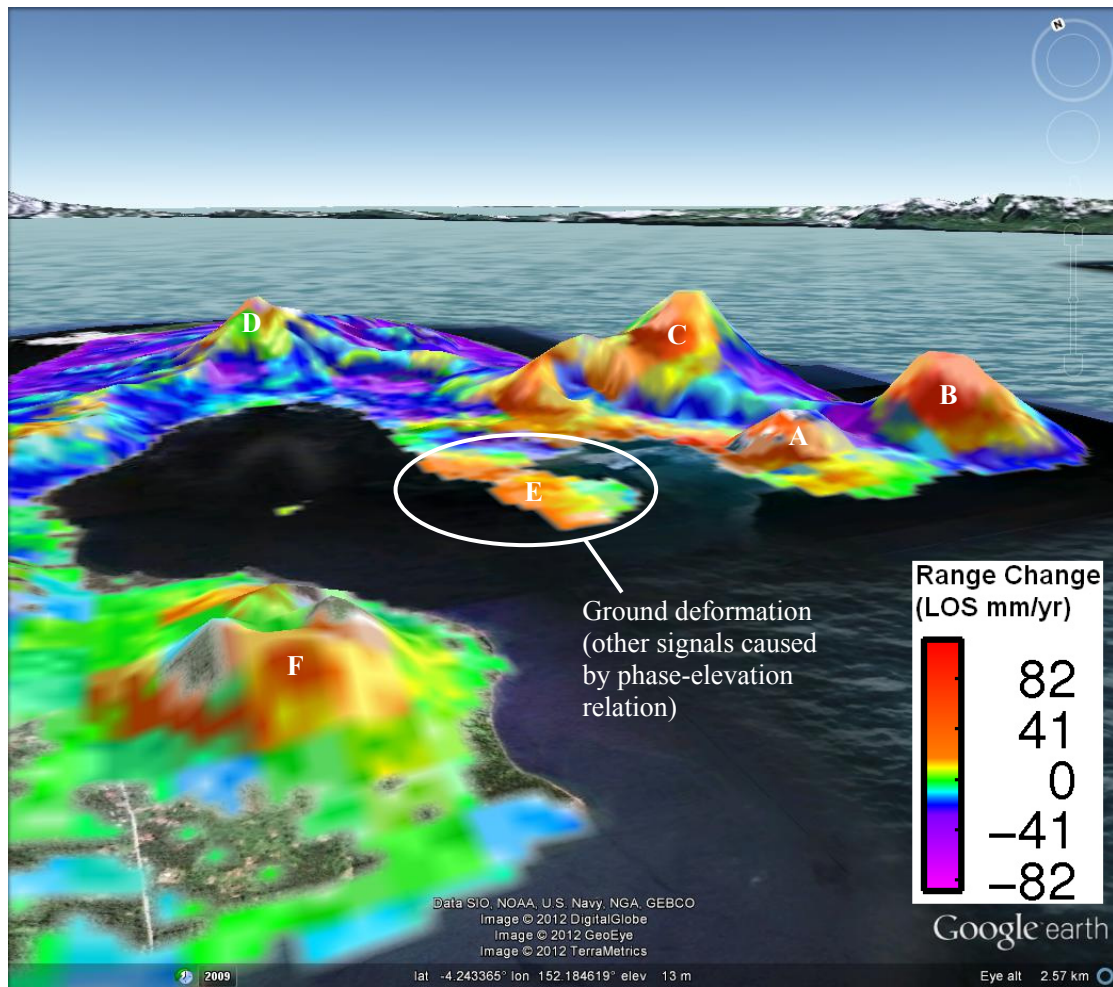 N
D
C
B
A
E
F
Ground deformation
(other signals caused
by phase-elevation
relation)
Range Change
(LOS mm/yr)
82
41
0
−41
−82
Data SIO, NOAA, U.S. Navy, NGA, GEBCO
Image © 2012 DigitalGlobe
Image © 2012 GeoEye
Image © 2012 TerraMetrics
Google earth
2009
lat -4.243365° lon 152.184619° elev 13 m
Eye alt 2.57 km